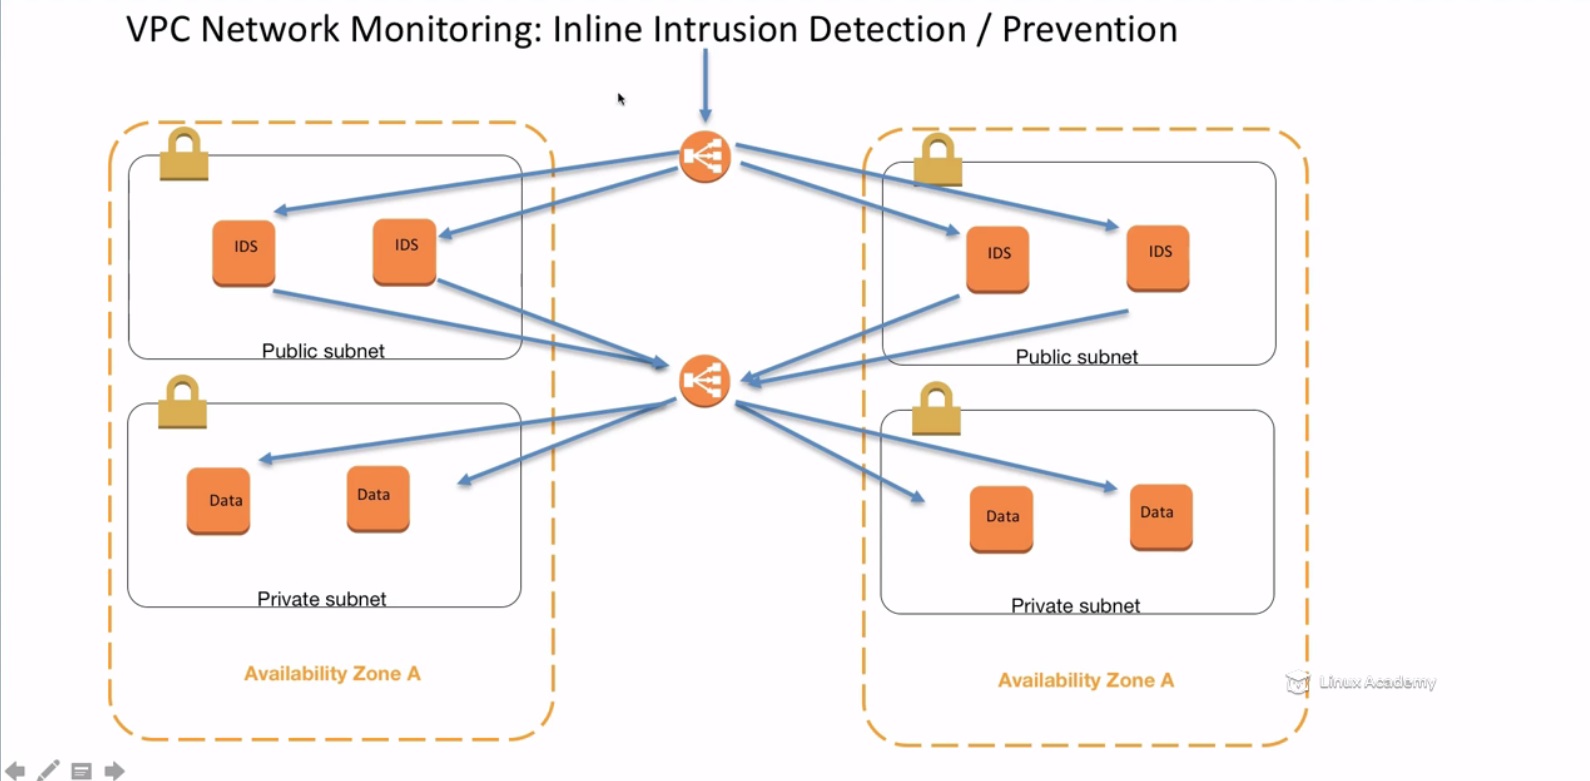 VPC Network Monitoring: Inline Intrusion Detection / Prevention
IDS
IDS
Public subnet
IDS
IDS
Public subnet
Data
Data
Private subnet
Data
Data
Private subnet
Availability Zone A
Availability Zone A
Linux Academy